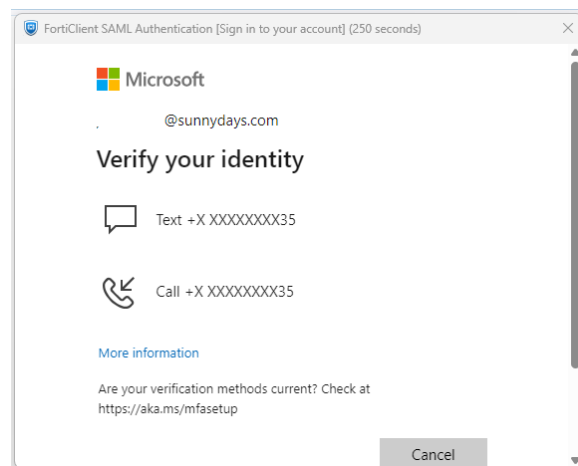 FortiClient SAML Authentication [Sign in to your account] (250 seconds)
Microsoft
@sunnydays.com
Verify your identity
Text +X XXXXXXXX35
Call +X XXXXXXXX35
More information
Are your verification methods current? Check at
https://aka.ms/mfasetup
Cancel